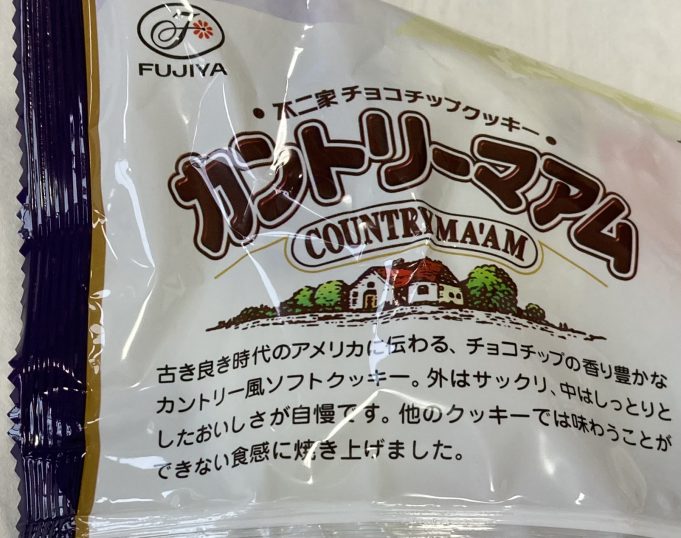 FUJIYA
不二家 チョコチップクッキー
カントリーマアム
COUNTRY MA'AM
古き良き時代のアメリカに伝わる、チョコチップの香り豊かな
カントリー風ソフトクッキー。外はサックリ、中はしっとりと
したおいしさが自慢です。他のクッキーでは味わうことが
できない食感に焼き上げました。